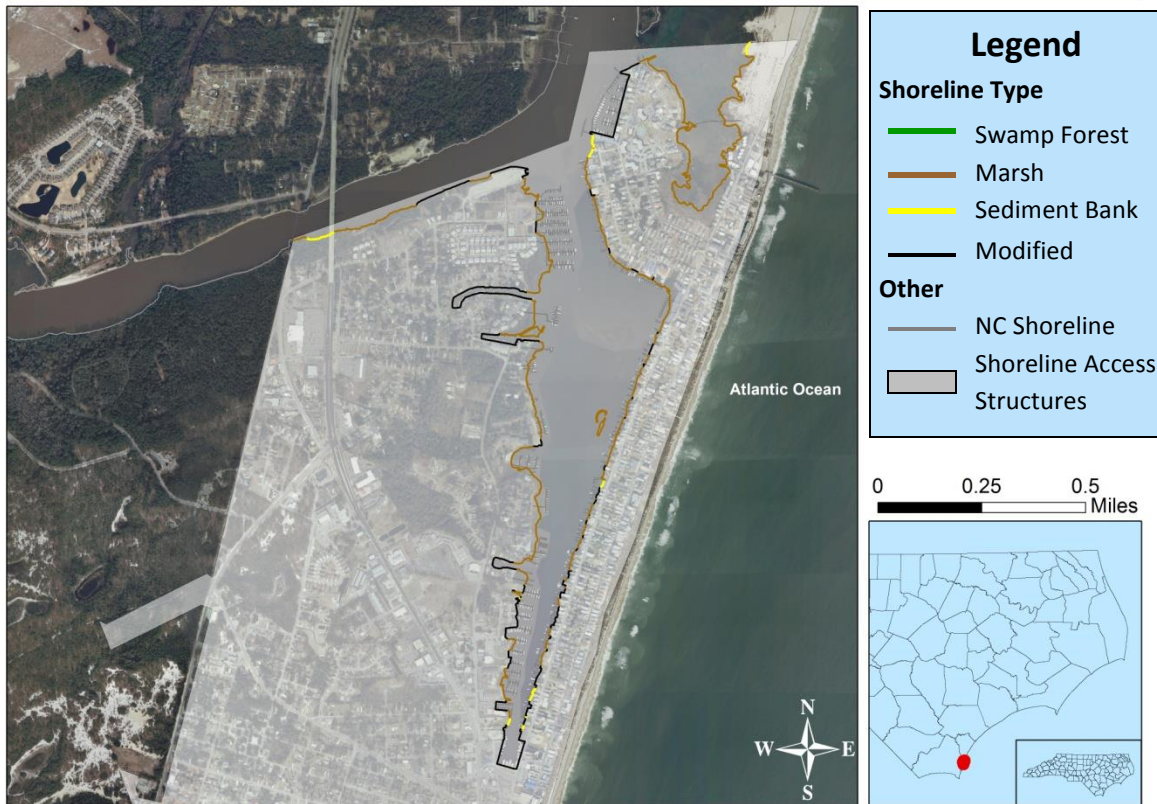 Atlantic Ocean
N
W E
S
Legend
Shoreline Type
Swamp Forest
Marsh
Sediment Bank
Modified
Other
NC Shoreline
Shoreline Access
Structures
0 0.25 0.5
Miles